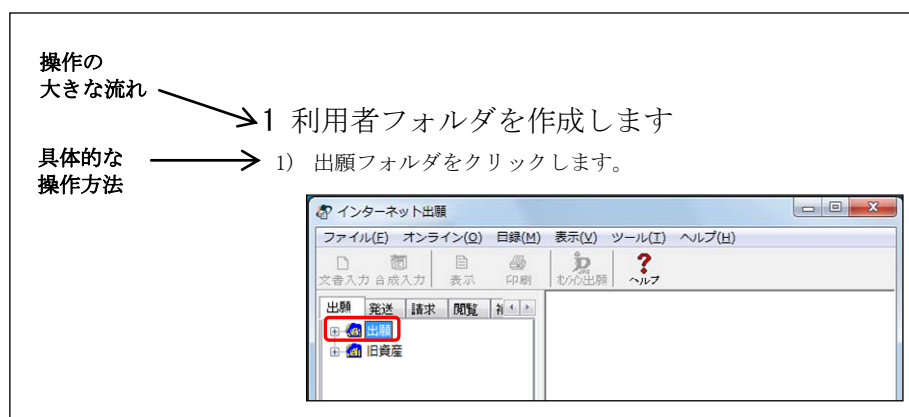 操作の
大きな流れ
1 利用者フォルダを作成します
具体的な
操作方法
1) 出願フォルダをクリックします。
インターネット出願
ファイル(F) オンライン(O) 目録(M) 表示(V) ツール(T) ヘルプ(H)
文書入力 合成入力 表示 印刷 ｵﾝﾗｲﾝ出願 ヘルプ
出願 発送 請求 閲覧
出願
旧資産